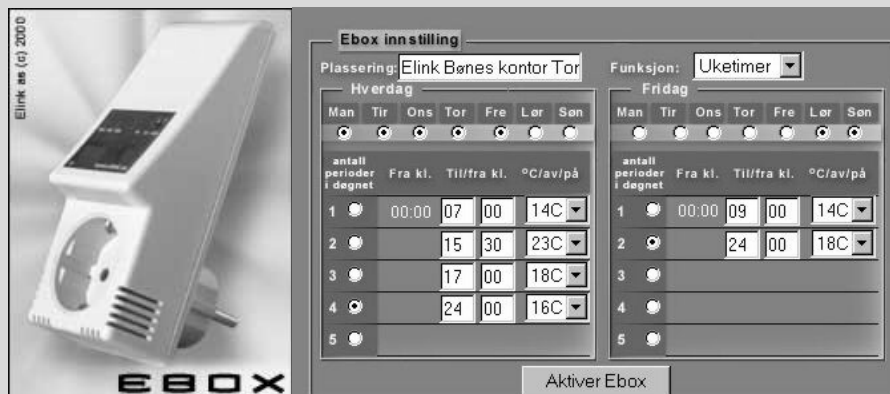 Elink as (c) 2000
EBOX
Ebox innstilling
Plassering: Elink Bønes kontor Tor
Funksjon: Uketimer
Hverdag
Man Tir Ons Tor Fre Lør Søn
antall perioder i døgnet Fra kl. Til/fra kl. ºC/av/på
1 00:00 07 00 14C
2 15 30 23C
3 17 00 18C
4 24 00 16C
5
Fridag
Man Tir Ons Tor Fre Lør Søn
antall perioder i døgnet Fra kl. Til/fra kl. ºC/av/på
1 00:00 09 00 14C
2 24 00 18C
3
4
5
Aktiver Ebox